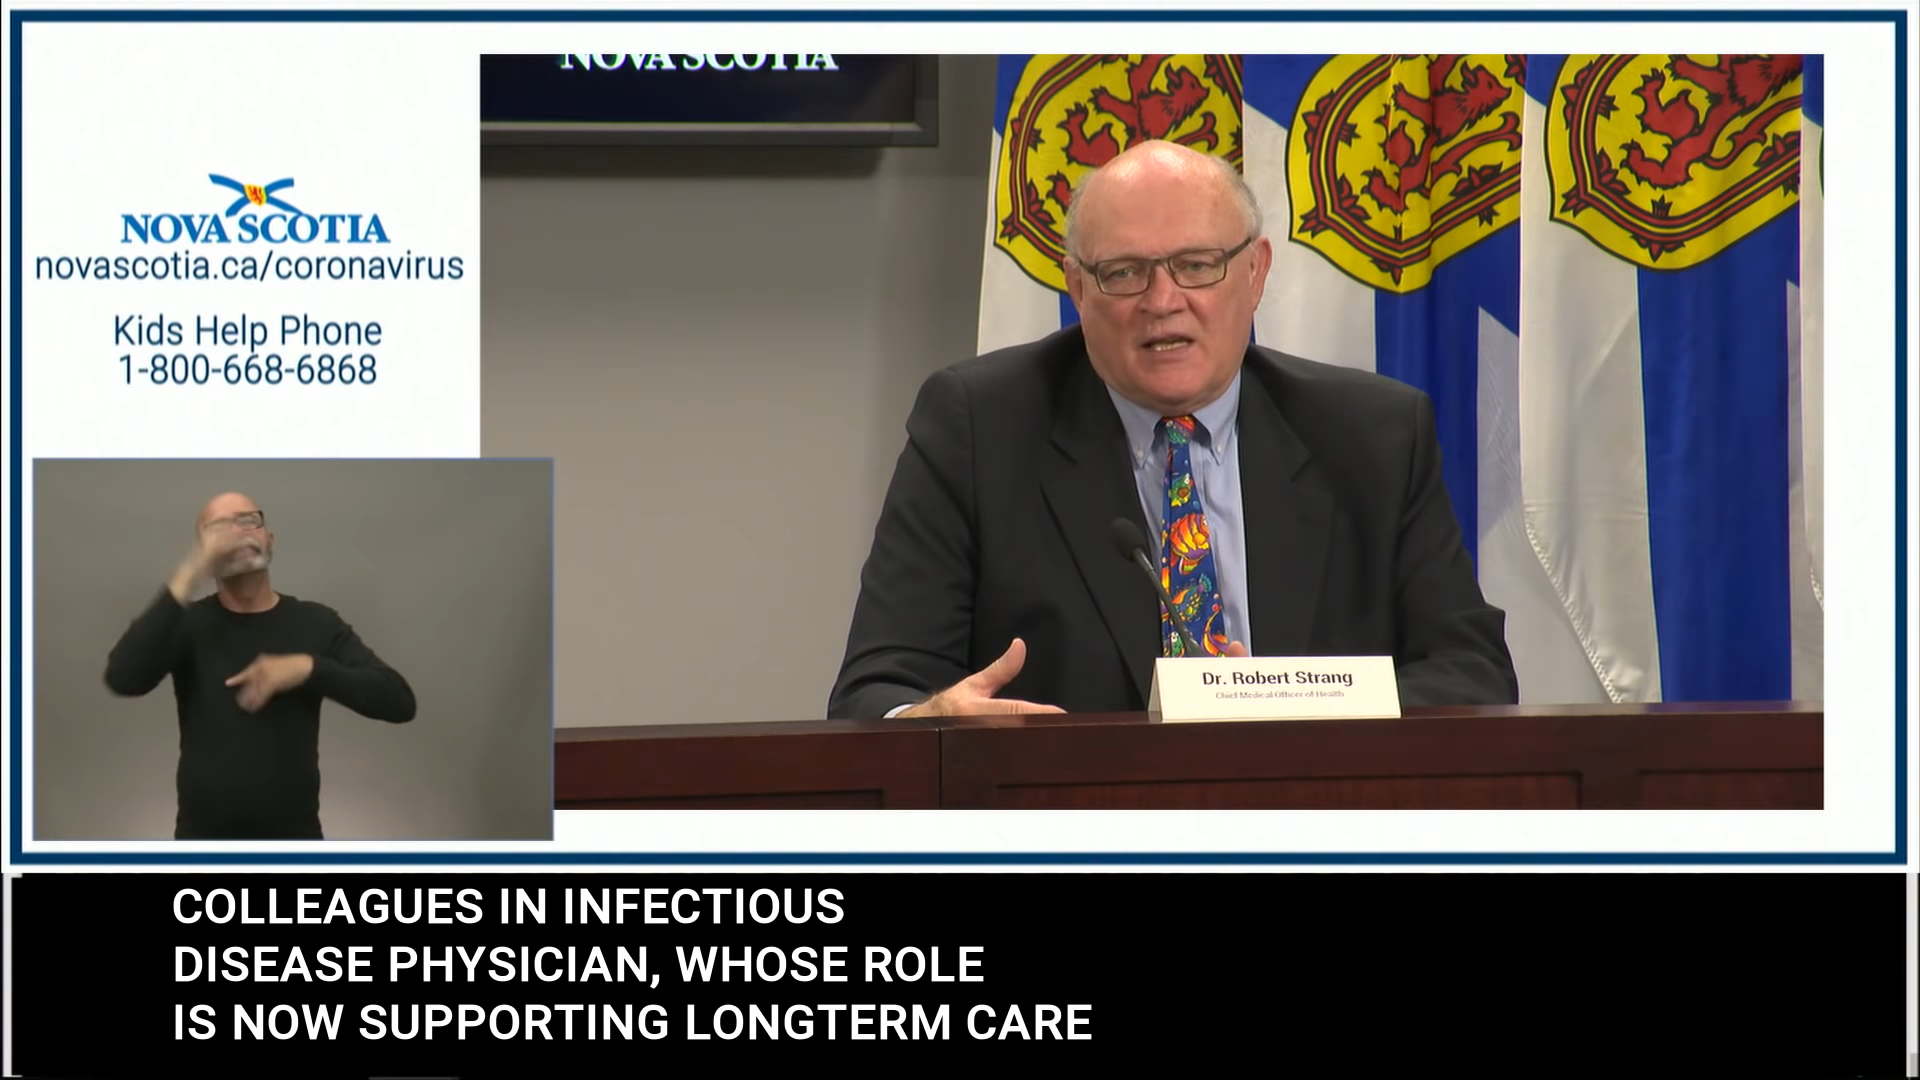 NOVA SCOTIA
NOVA SCOTIA
novascotia.ca/coronavirus
Kids Help Phone
1-800-668-6868
Dr. Robert Strang
Chief Medical Officer of Health
COLLEAGUES IN INFECTIOUS
DISEASE PHYSICIAN, WHOSE ROLE
IS NOW SUPPORTING LONGTERM CARE